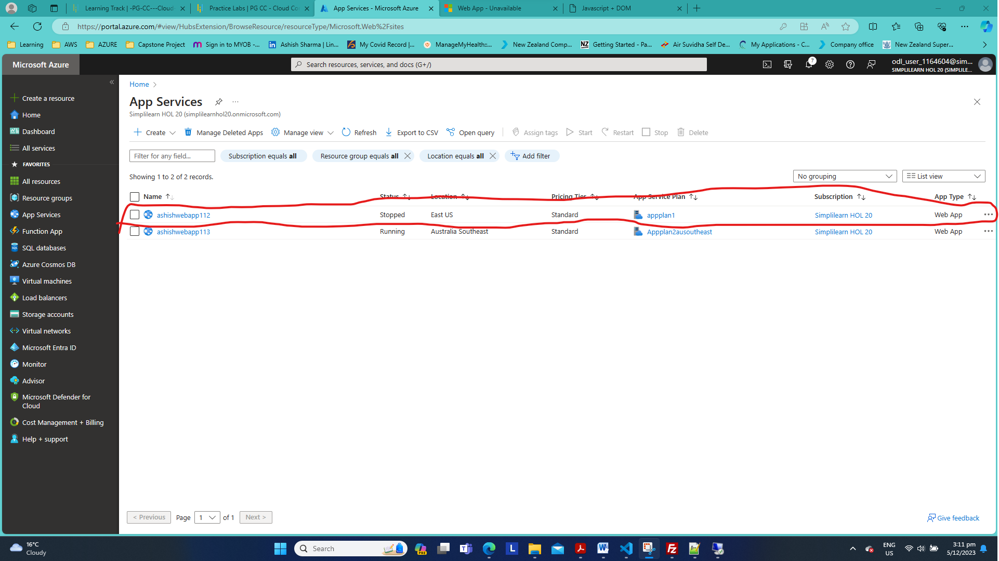 Learning Track | -PG-CC---Cloud-
Practice Labs | PG CC - Cloud Co
App Services - Microsoft Azure
Web App - Unavailable
Javascript + DOM
https://portal.azure.com/#view/HubsExtension/BrowseResource/resourceType/Microsoft.Web%2Fsites
Learning
AWS
AZURE
Capstone Project
Sign in to MYOB -...
Ashish Sharma | Lin...
My Covid Record |...
ManageMyHealth::...
New Zealand Comp...
Getting Started - Pa...
Air Suvidha Self De...
My Applications - C...
Company office
New Zealand Super...
Microsoft Azure
Search resources, services, and docs (G+/)
7
odl_user_1164604@sim...
SIMPLILEARN HOL 20 (SIMPLILE...
Create a resource
Home
Dashboard
All services
FAVORITES
All resources
Resource groups
App Services
Function App
SQL databases
Azure Cosmos DB
Virtual machines
Load balancers
Storage accounts
Virtual networks
Microsoft Entra ID
Monitor
Advisor
Microsoft Defender for
Cloud
Cost Management + Billing
Help + support
Home >
App Services
Simplilearn HOL 20 (simplilearnhol20.onmicrosoft.com)
Create
Manage Deleted Apps
Manage view
Refresh
Export to CSV
Open query
Assign tags
Start
Restart
Stop
Delete
Filter for any field...
Subscription equals all
Resource group equals all
Location equals all
Add filter
Showing 1 to 2 of 2 records.
No grouping
List view
Name Status Location Pricing Tier App Service Plan Subscription App Type
ashishwebapp112 Stopped East US Standard appplan1 Simplilearn HOL 20 Web App
ashishwebapp113 Running Australia Southeast Standard Appplan2ausoutheast Simplilearn HOL 20 Web App
< Previous Page 1 of 1 Next >
Give feedback
16°C
Cloudy
Search
PRE
ENG
US
3:11 pm
5/12/2023